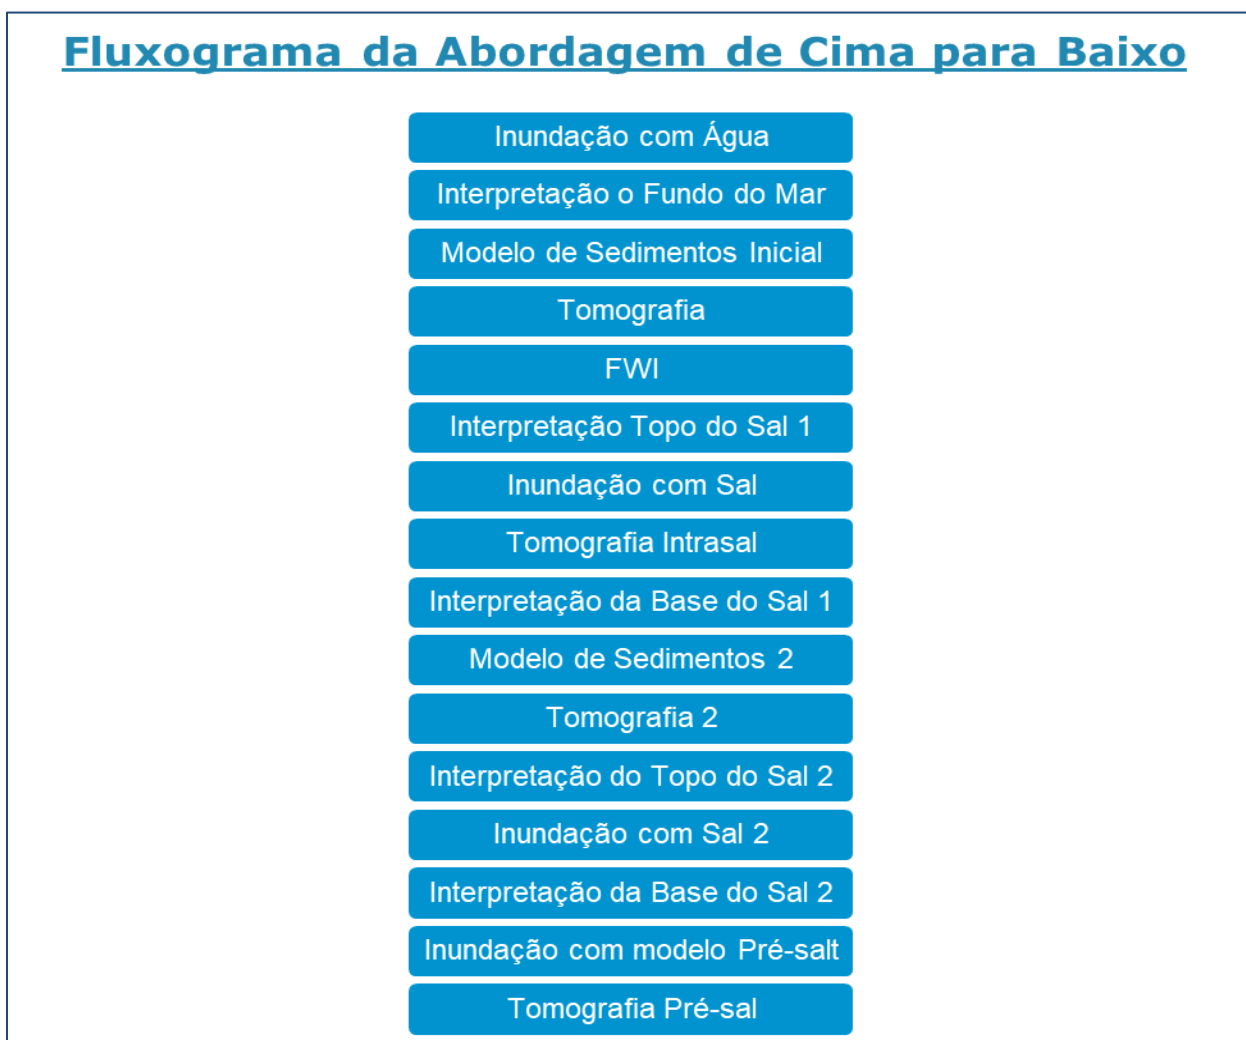 Fluxograma da Abordagem de Cima para Baixo
Inundação com Água
Interpretação o Fundo do Mar
Modelo de Sedimentos Inicial
Tomografia
FWI
Interpretação Topo do Sal 1
Inundação com Sal
Tomografia Intrasal
Interpretação da Base do Sal 1
Modelo de Sedimentos 2
Tomografia 2
Interpretação do Topo do Sal 2
Inundação com Sal 2
Interpretação da Base do Sal 2
Inundação com modelo Pré-salt
Tomografia Pré-sal